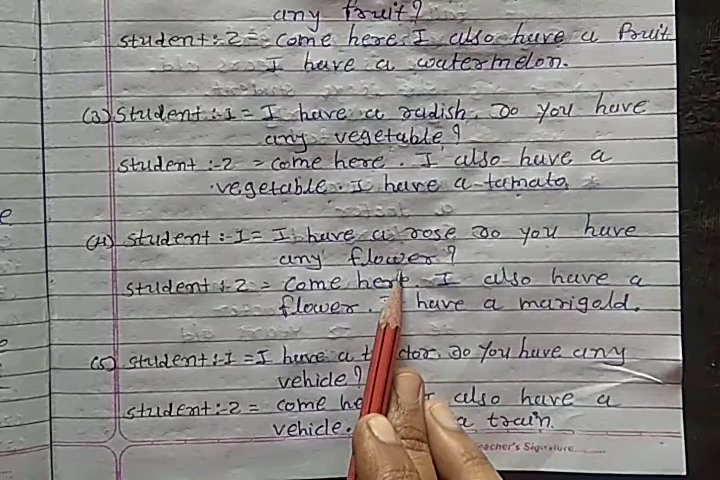 any fruit?
student:-2 = come here. I also have a fruit
I have a watermelon.
(3) Student:-1 = I have a radish. Do you have
any vegetable?
student:-2 = come here. I also have a
vegetable. I have a tamato.
(4) student:-1 = I have a rose Do you have
any flower?
student:-2 = come here. I also have a
flower. I have a marigold.
(5) student:-1 = I have a tractor. Do you have any
vehicle?
student:-2 = come he I also have a
vehicle. a train.
Teacher's Signature